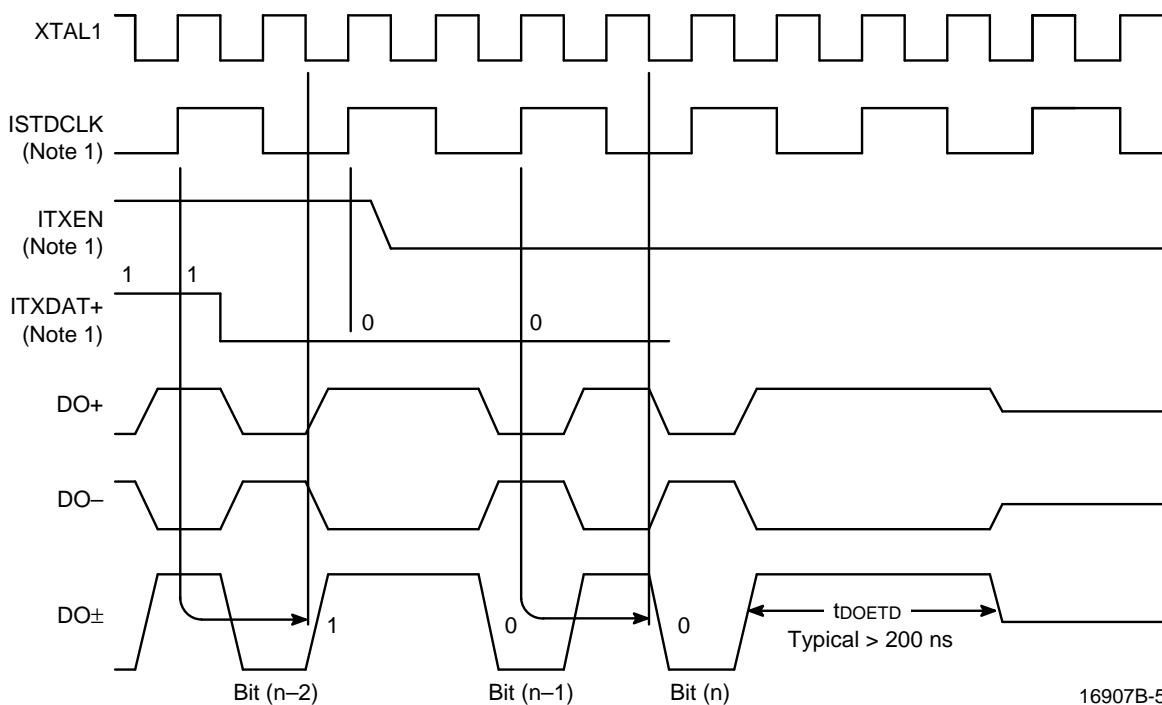 XTAL1
ISTDCLK
(Note 1)
ITXEN
(Note 1)
1 1
ITXDAT+
(Note 1)
0 0
DO+
DO–
DO±
1 0 0
tDOETD
Typical > 200 ns
Bit (n–2) Bit (n–1) Bit (n)
16907B-5